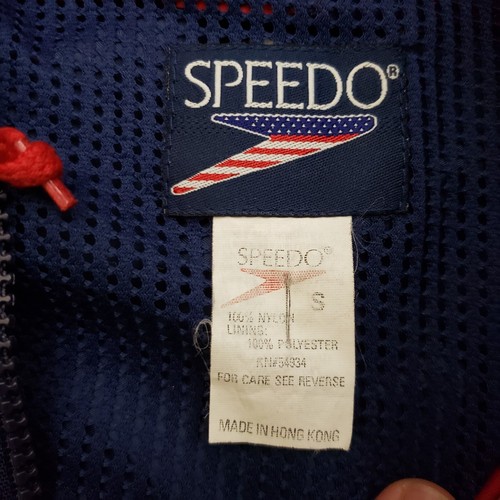 SPEEDO®
SPEEDO®
S
100% NYLON
LINING:
100% POLYESTER
RN#54934
FOR CARE SEE REVERSE
MADE IN HONG KONG